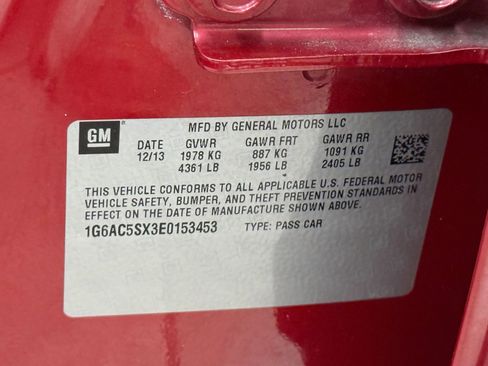 GM
MFD BY GENERAL MOTORS LLC
DATE GVWR GAWR FRT GAWR RR
12/13 1978 KG 887 KG 1091 KG
4361 LB 1956 LB 2405 LB
THIS VEHICLE CONFORMS TO ALL APPLICABLE U.S. FEDERAL MOTOR
VEHICLE SAFETY, BUMPER, AND THEFT PREVENTION STANDARDS IN
EFFECT ON THE DATE OF MANUFACTURE SHOWN ABOVE.
1G6AC5SX3E0153453 TYPE: PASS CAR